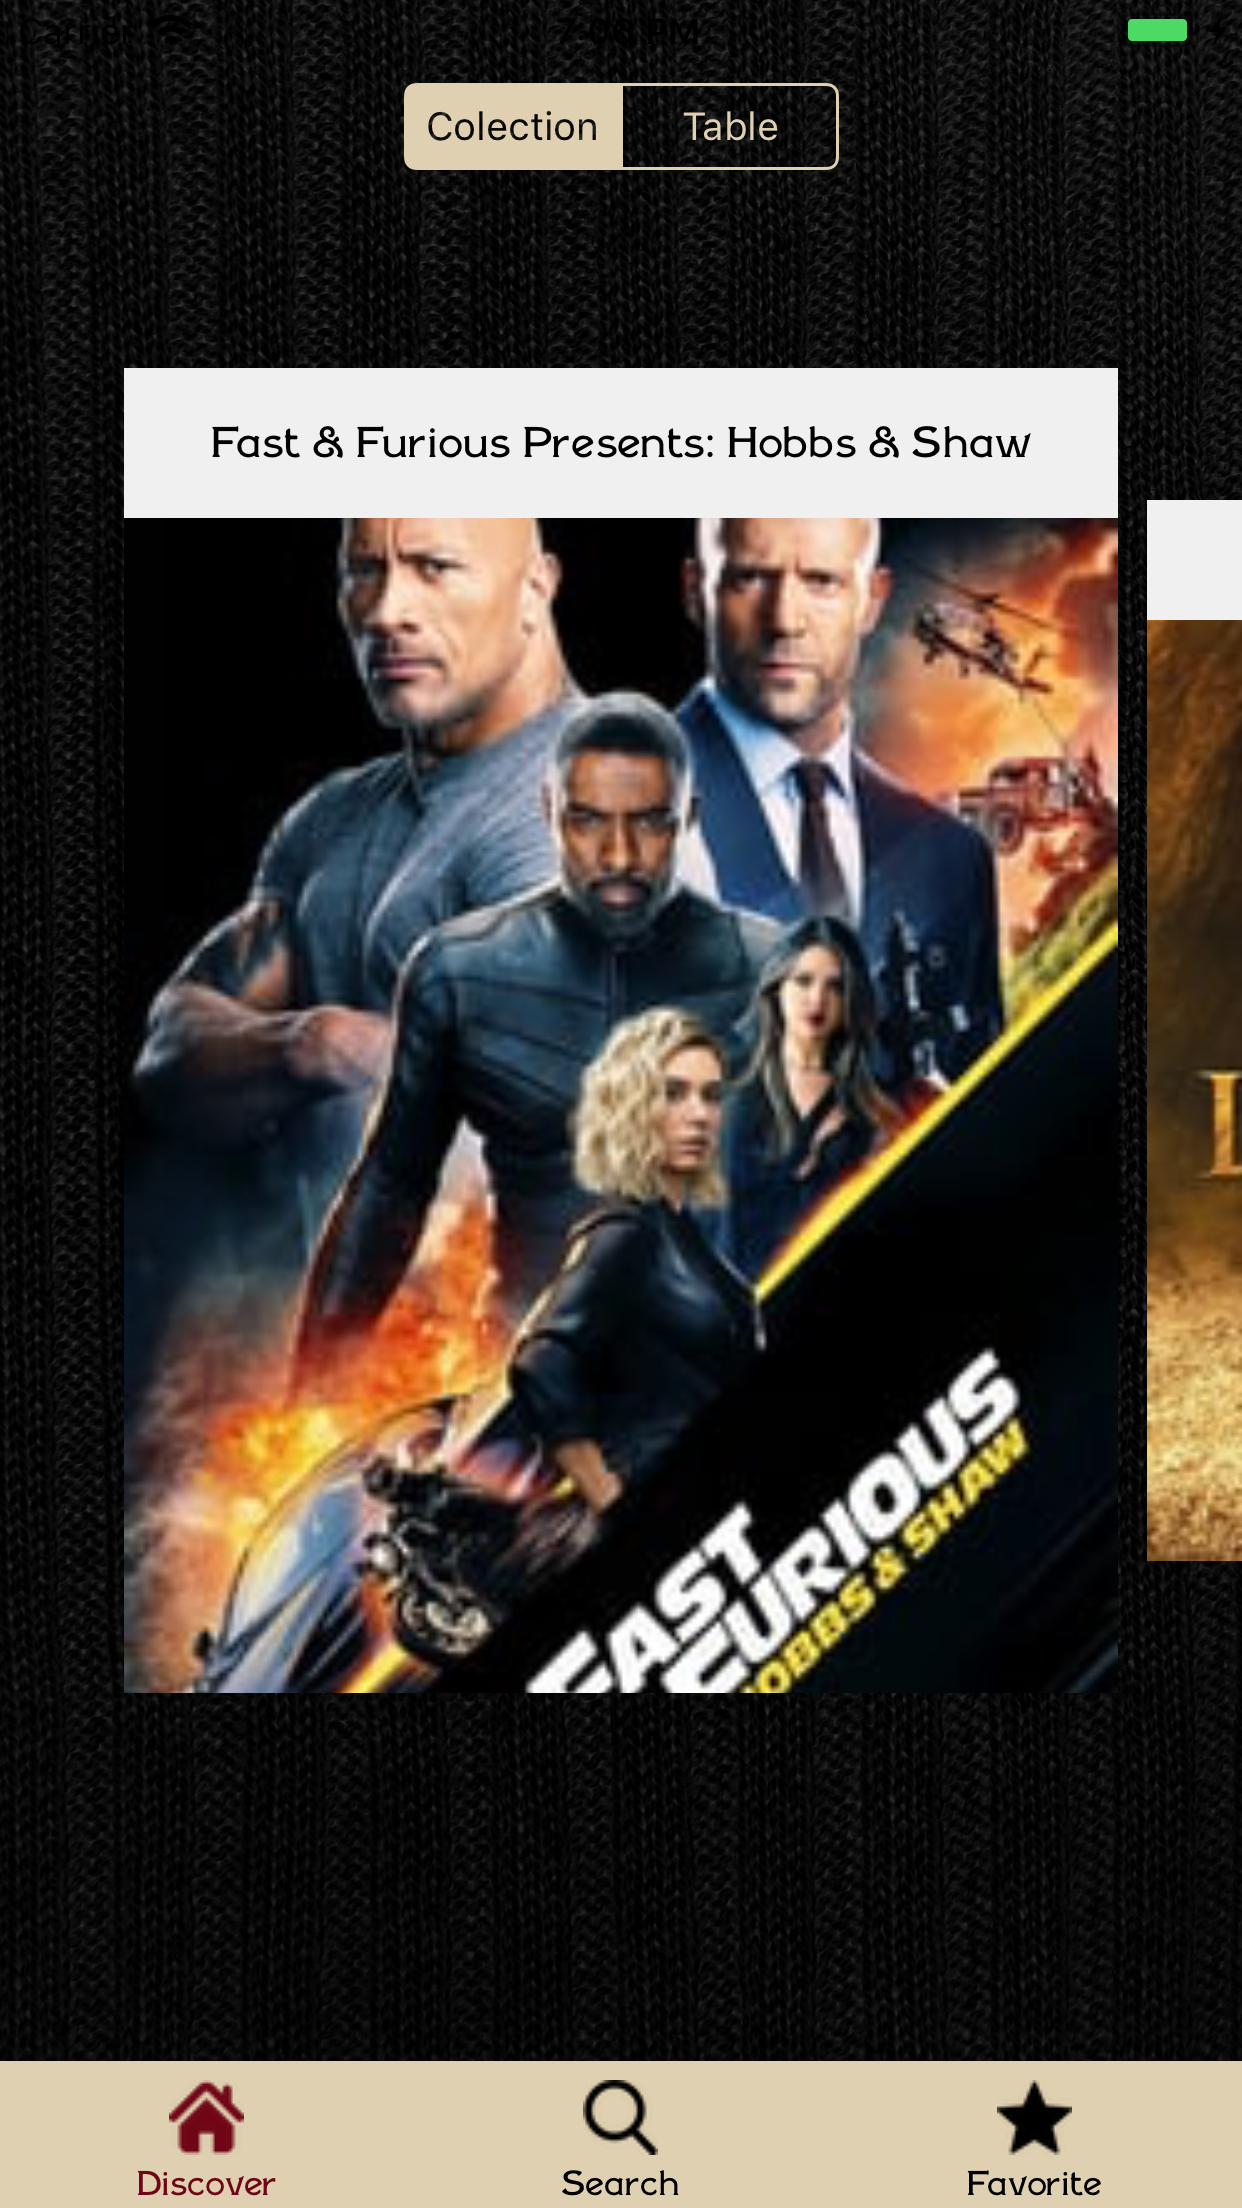 Colection
Table
Fast & Furious Presents: Hobbs & Shaw
FAST
FURIOUS
HOBBS & SHAW
Discover
Search
Favorite